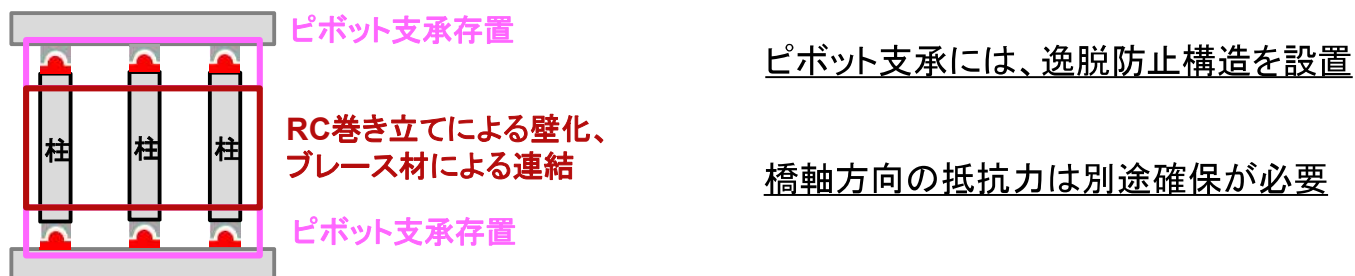 ピボット支承存置
ピボット支承には、逸脱防止構造を設置
RC巻き立てによる壁化、
ブレース材による連結
柱 柱 柱
橋軸方向の抵抗力は別途確保が必要
ピボット支承存置